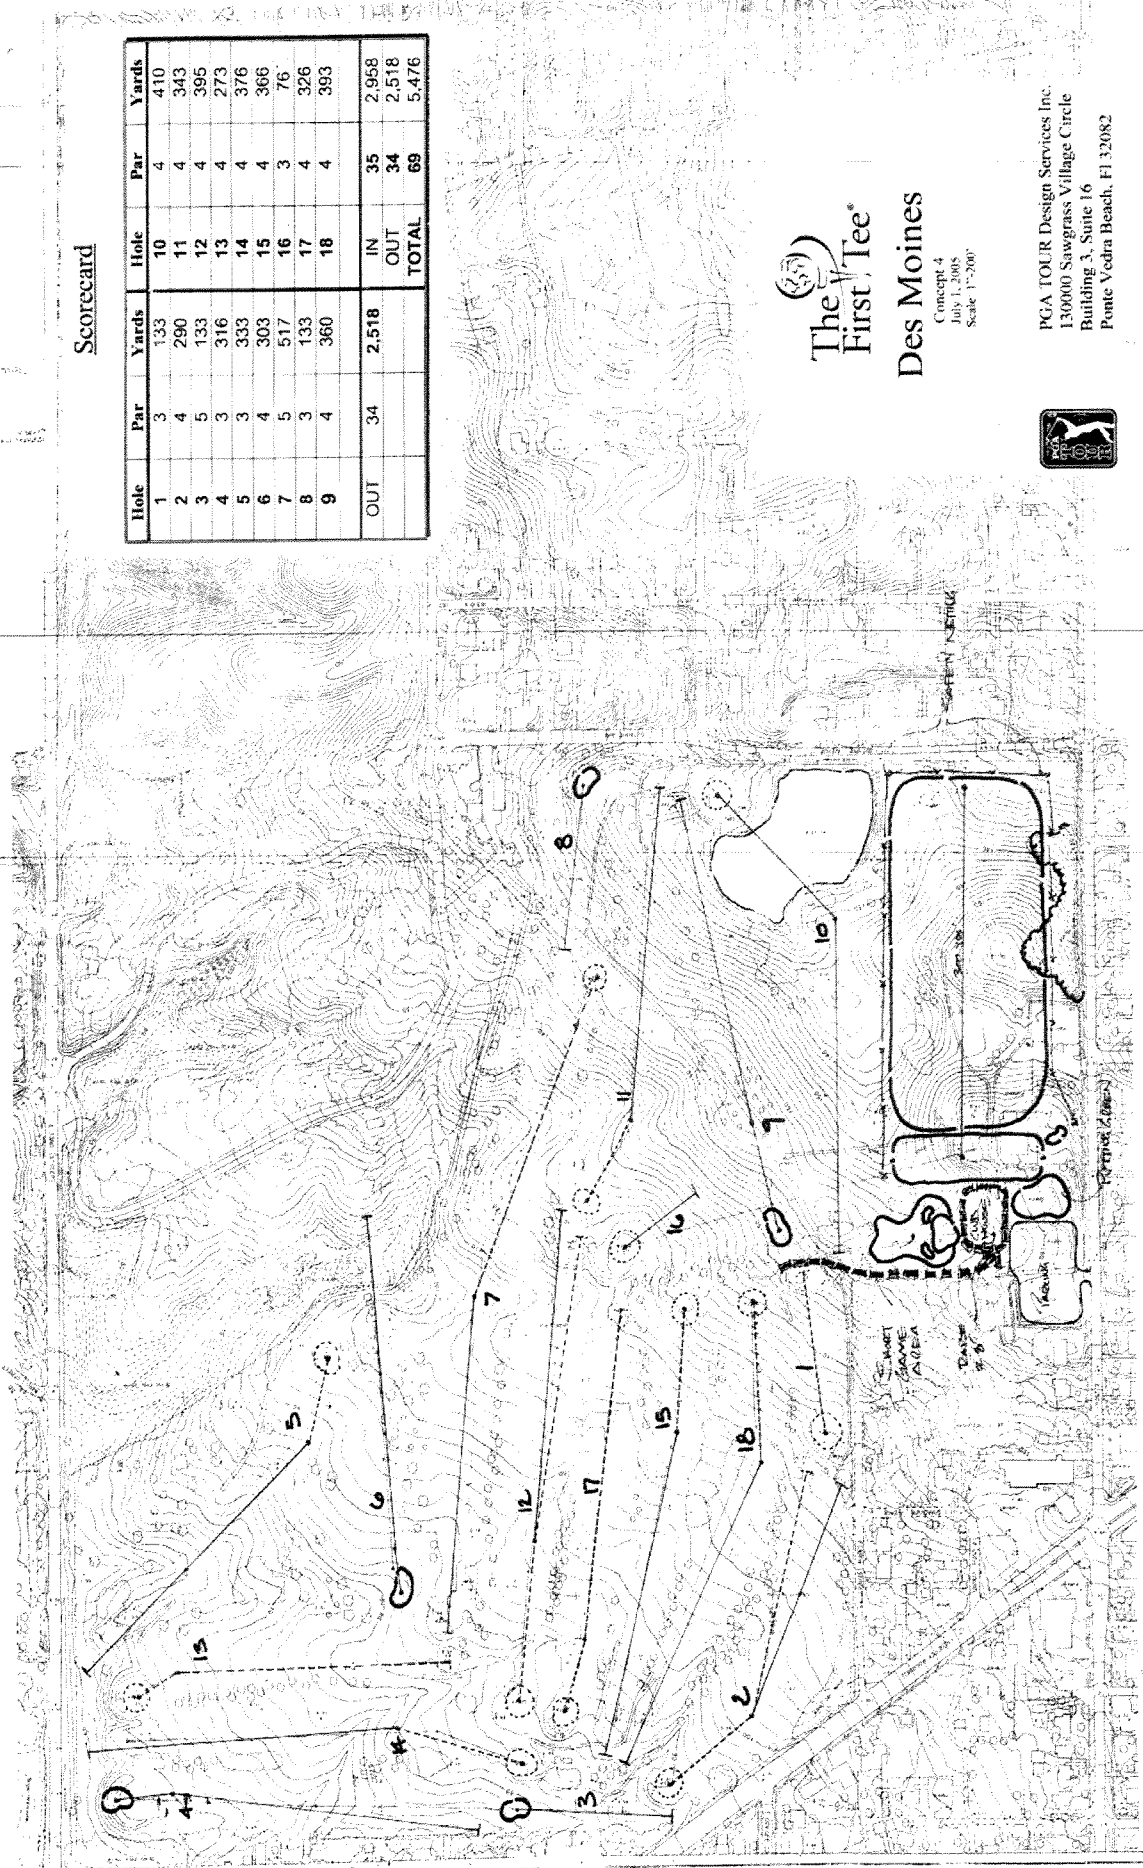 Scorecard
Hole Par Yards Hole Par Yards
1 3 133 10 4 410
2 4 290 11 4 343
3 5 133 12 4 395
4 3 316 13 4 273
5 3 333 14 4 376
6 4 303 15 4 366
7 5 517 16 3 76
8 3 133 17 4 326
9 4 360 18 4 393
OUT 34 2,518 IN 35 2,958
OUT 34 2,518
TOTAL 69 5,476
The
First Tee®
Des Moines
Concept 4
July 1, 2005
Scale 1"-200'
PGA TOUR Design Services Inc.
130000 Sawgrass Village Circle
Building 3, Suite 16
Ponte Vedra Beach, Fl 32082
PGA
TOUR
1
2
3
4
5
6
7
8
9
10
11
12
13
14
15
16
17
18
SHORT
GAME
AREA
PARKING